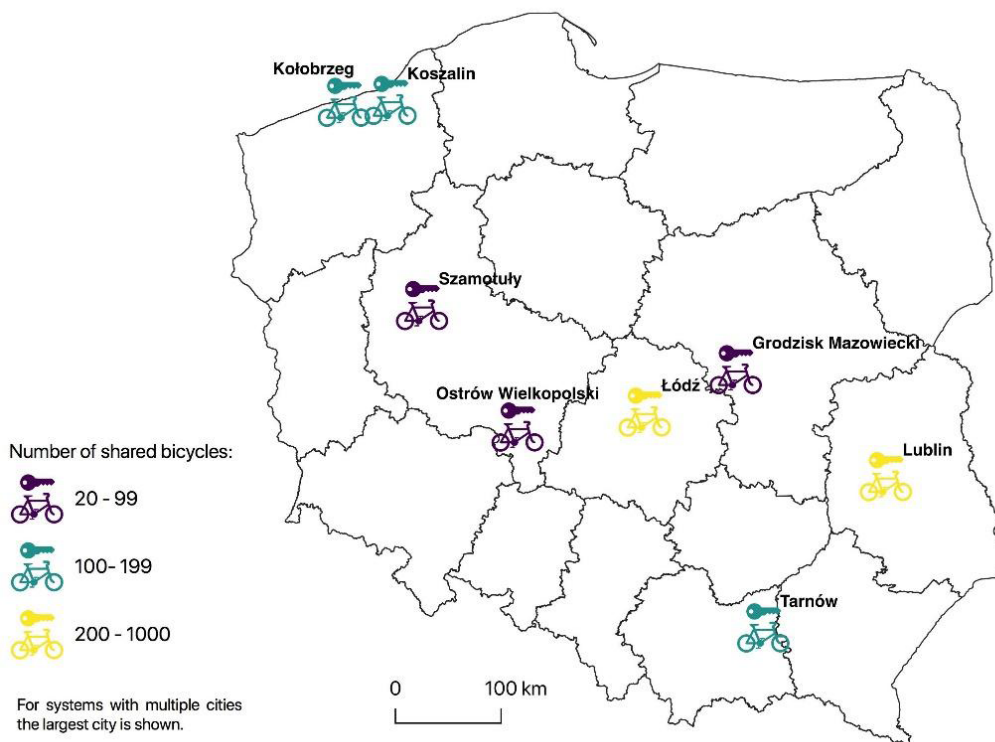 Kołobrzeg
Koszalin
Szamotuły
Grodzisk Mazowiecki
Ostrów Wielkopolski
Łódź
Lublin
Number of shared bicycles:
20 - 99
100 - 199
200 - 1000
Tarnów
0 100 km
For systems with multiple cities
the largest city is shown.